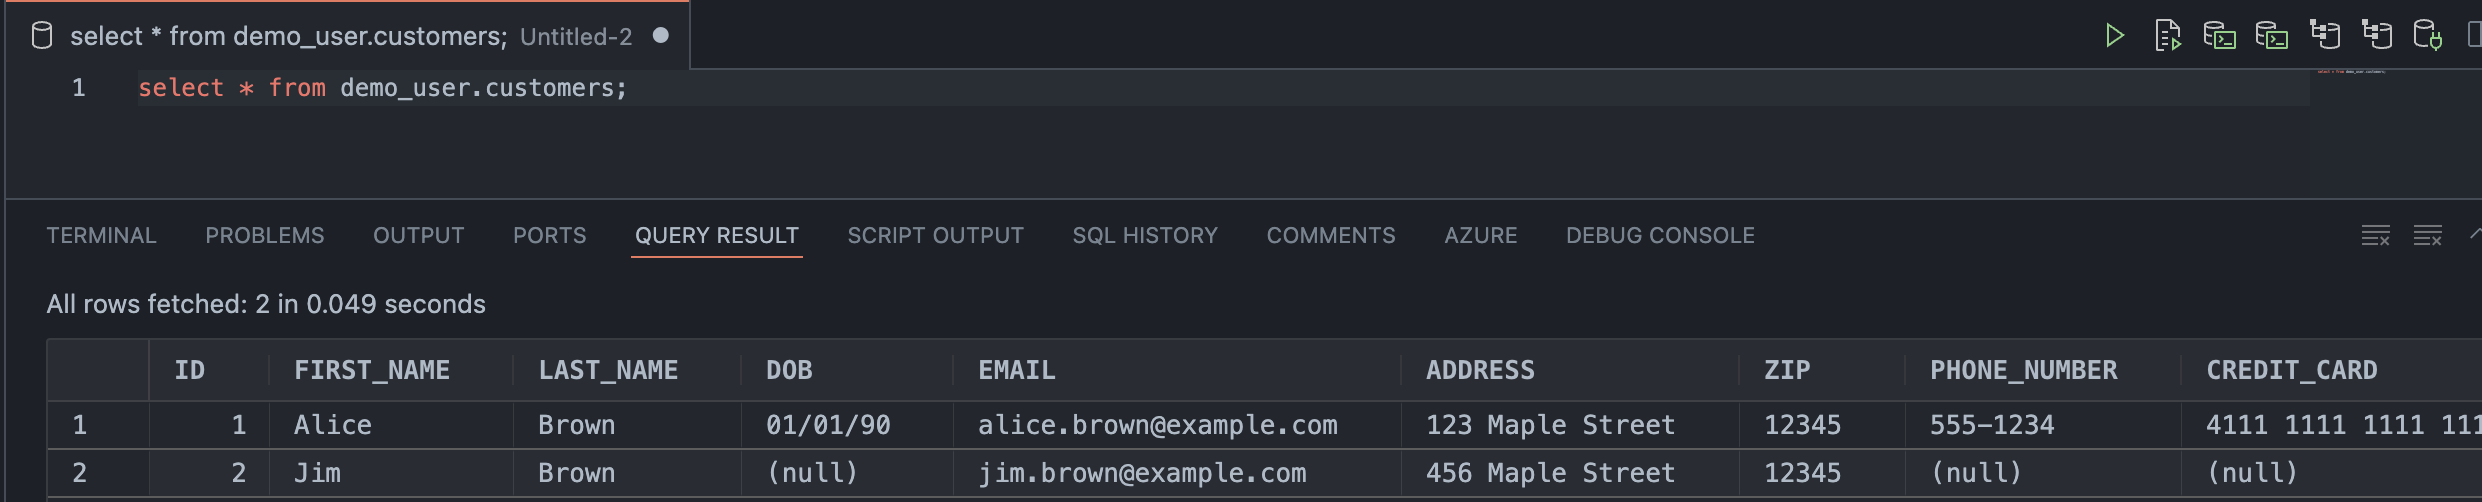 select * from demo_user.customers; Untitled-2
1 select * from demo_user.customers;
TERMINAL PROBLEMS OUTPUT PORTS QUERY RESULT SCRIPT OUTPUT SQL HISTORY COMMENTS AZURE DEBUG CONSOLE
All rows fetched: 2 in 0.049 seconds
ID FIRST_NAME LAST_NAME DOB EMAIL ADDRESS ZIP PHONE_NUMBER CREDIT_CARD
1 1 Alice Brown 01/01/90 alice.brown@example.com 123 Maple Street 12345 555-1234 4111 1111 1111 111
2 2 Jim Brown (null) jim.brown@example.com 456 Maple Street 12345 (null) (null)